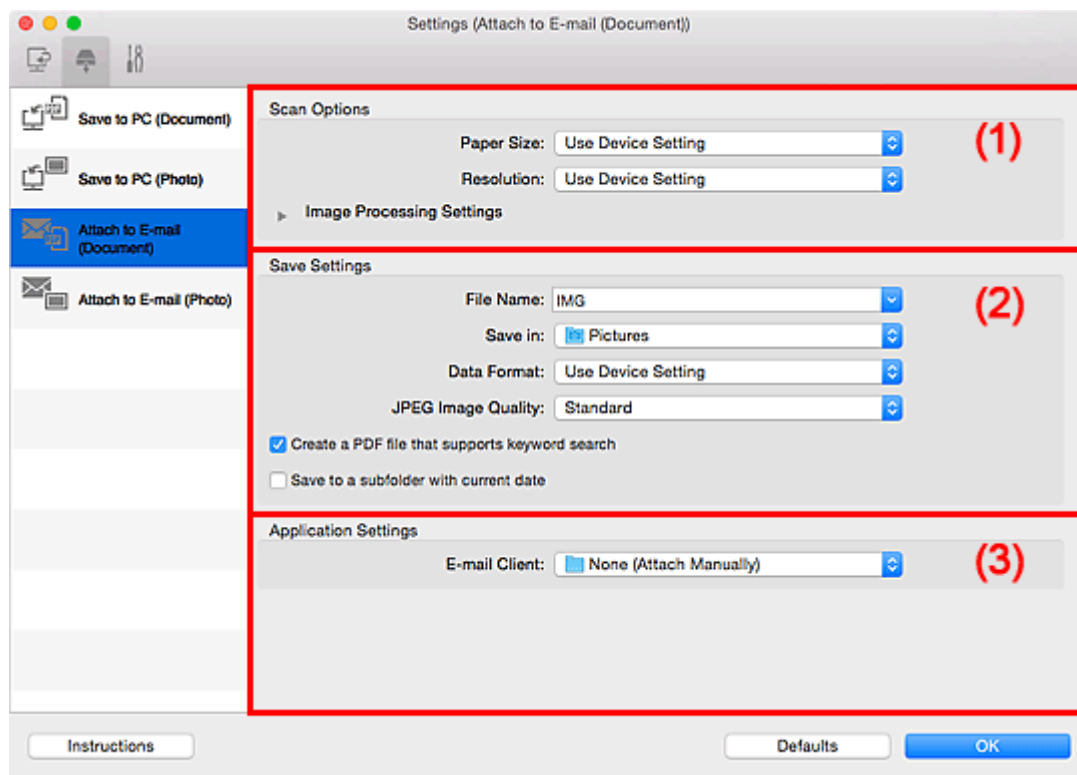 Settings (Attach to E-mail (Document))
Save to PC (Document)
Save to PC (Photo)
Attach to E-mail
(Document)
Attach to E-mail (Photo)
Scan Options
(1)
Paper Size: Use Device Setting
Resolution: Use Device Setting
Image Processing Settings
Save Settings
(2)
File Name: IMG
Save in: Pictures
Data Format: Use Device Setting
JPEG Image Quality: Standard
Create a PDF file that supports keyword search
Save to a subfolder with current date
Application Settings
(3)
E-mail Client: None (Attach Manually)
Instructions
Defaults
OK